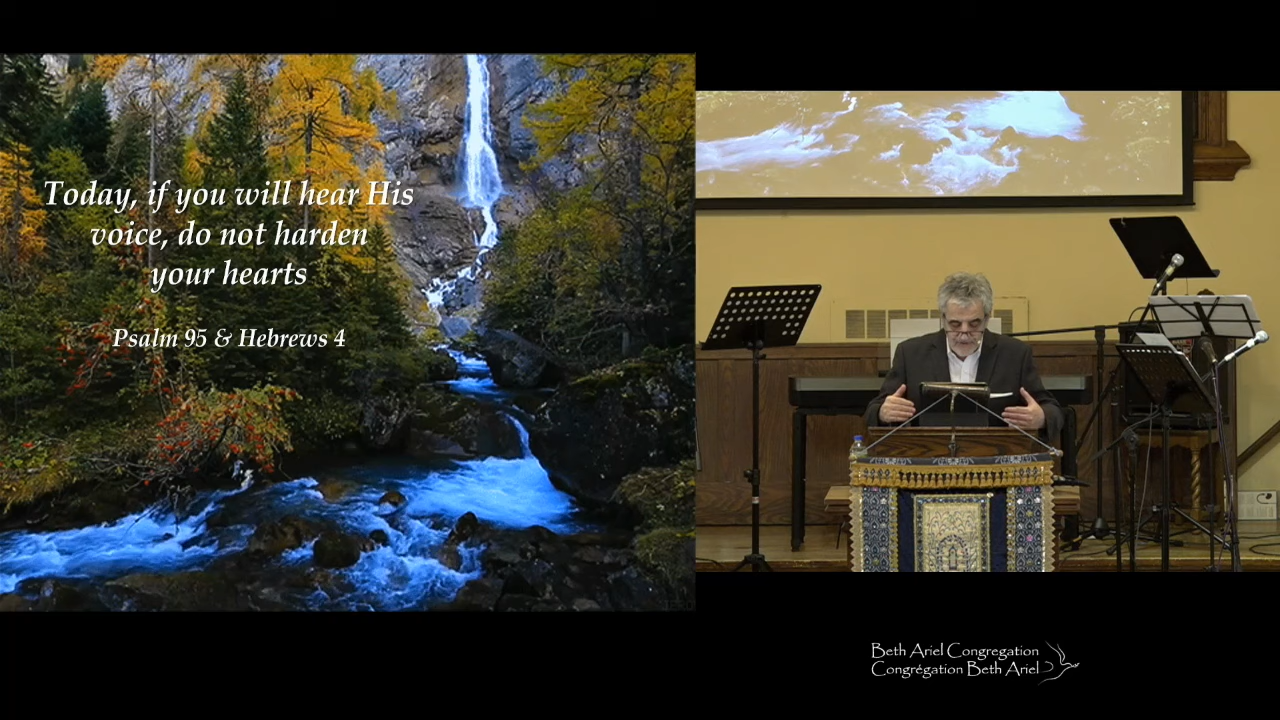 Today, if you will hear His
voice, do not harden
your hearts
Psalm 95 & Hebrews 4
Beth Ariel Congregation
Congrégation Beth Ariel